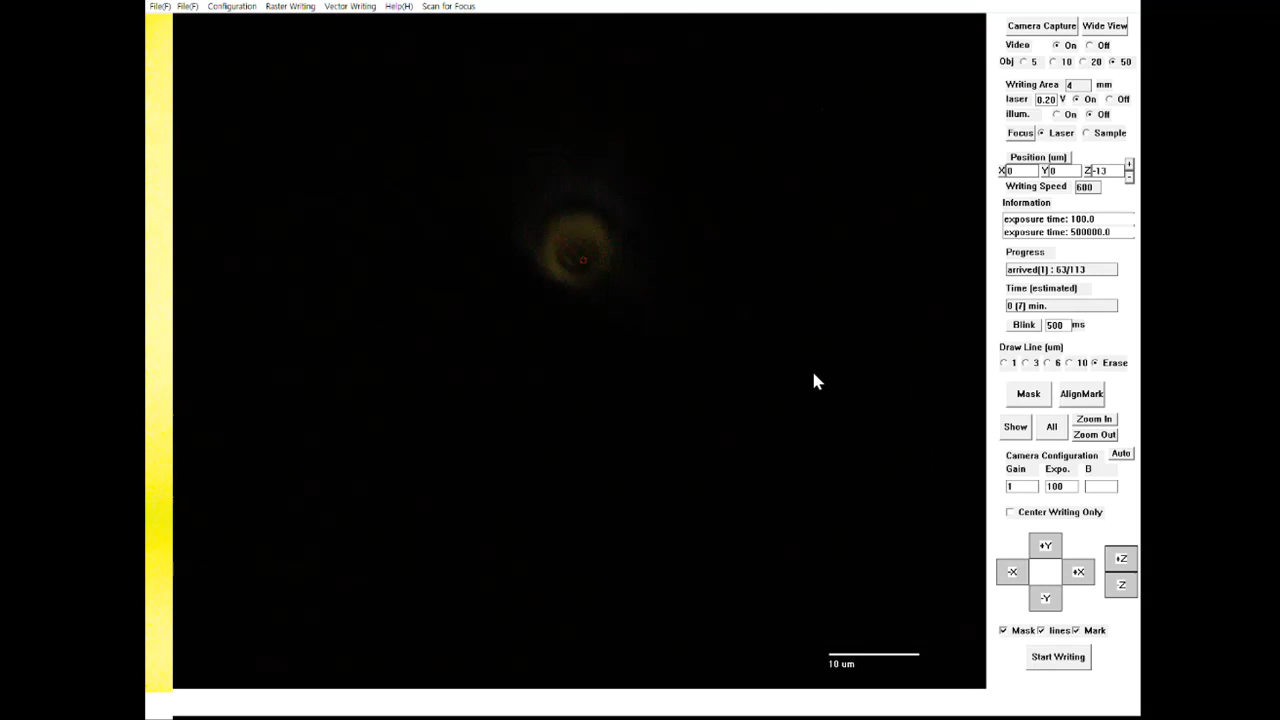 File(F) File(F) Configuration Raster Writing Vector Writing Help(H) Scan for Focus
Camera Capture Wide View
Video On Off
Obj 5 10 20 50
Writing Area 4 mm
laser 0.20 V On Off
illum. On Off
Focus Laser Sample
Position (um)
X 0 Y 0 Z -13 + -
Writing Speed 600
Information
exposure time: 100.0
exposure time: 500000.0
Progress
arrived(1) : 63/113
Time (estimated)
0 (7) min.
Blink 500 ms
Draw Line (um)
1 3 6 10 Erase
Mask AlignMark
Show All Zoom In
Zoom Out
Camera Configuration Auto
Gain Expo. B
1 100
Center Writing Only
+Y
-X +X
-Y
+Z
-Z
Mask lines Mark
Start Writing
10 um